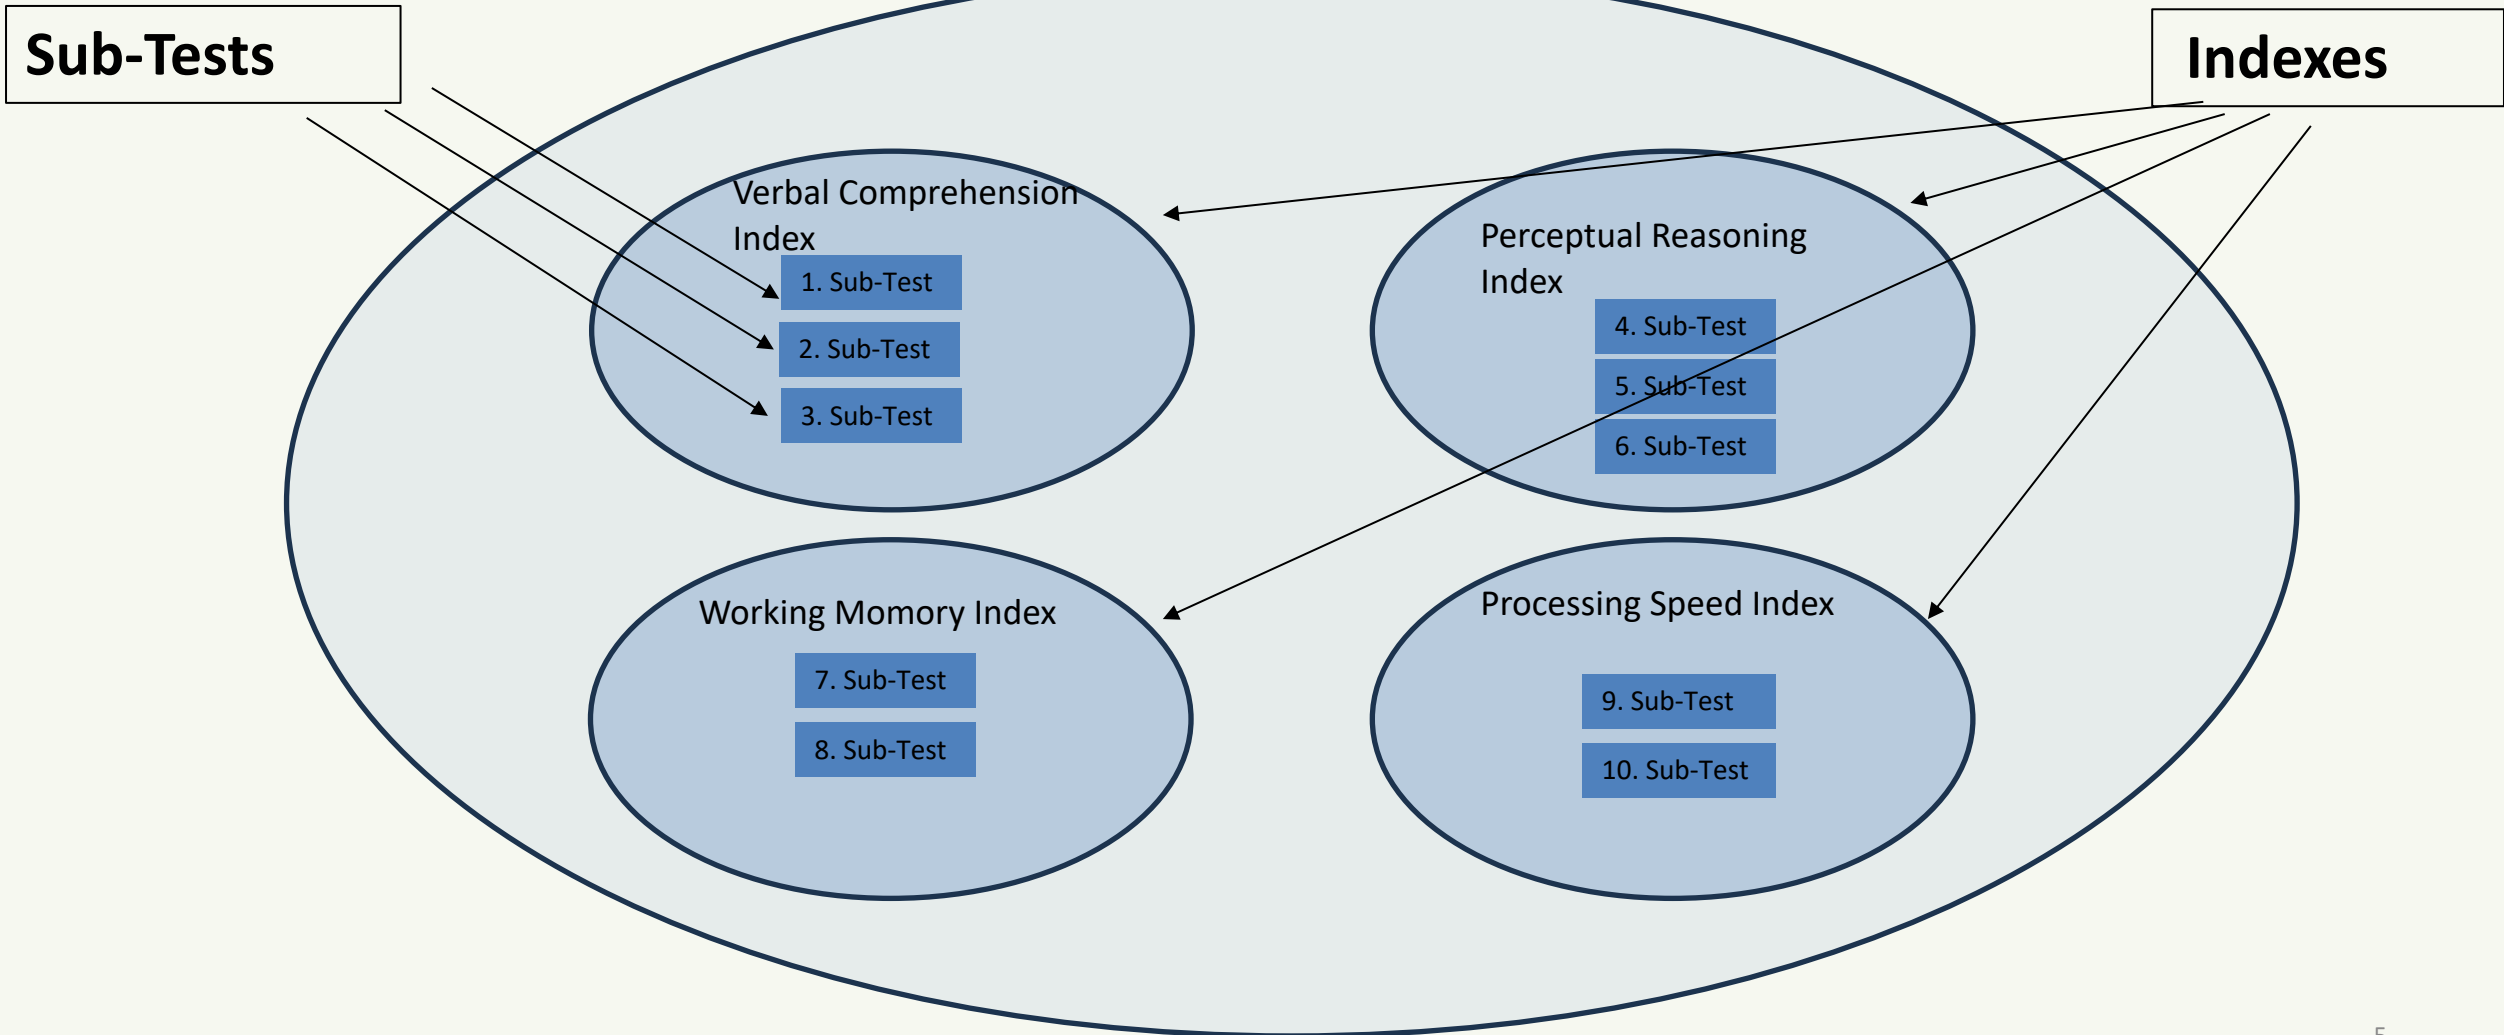 Sub-Tests
Indexes
Verbal Comprehension
Index
1. Sub-Test
2. Sub-Test
3. Sub-Test
Perceptual Reasoning
Index
4. Sub-Test
5. Sub-Test
6. Sub-Test
Working Momory Index
7. Sub-Test
8. Sub-Test
Processing Speed Index
9. Sub-Test
10. Sub-Test